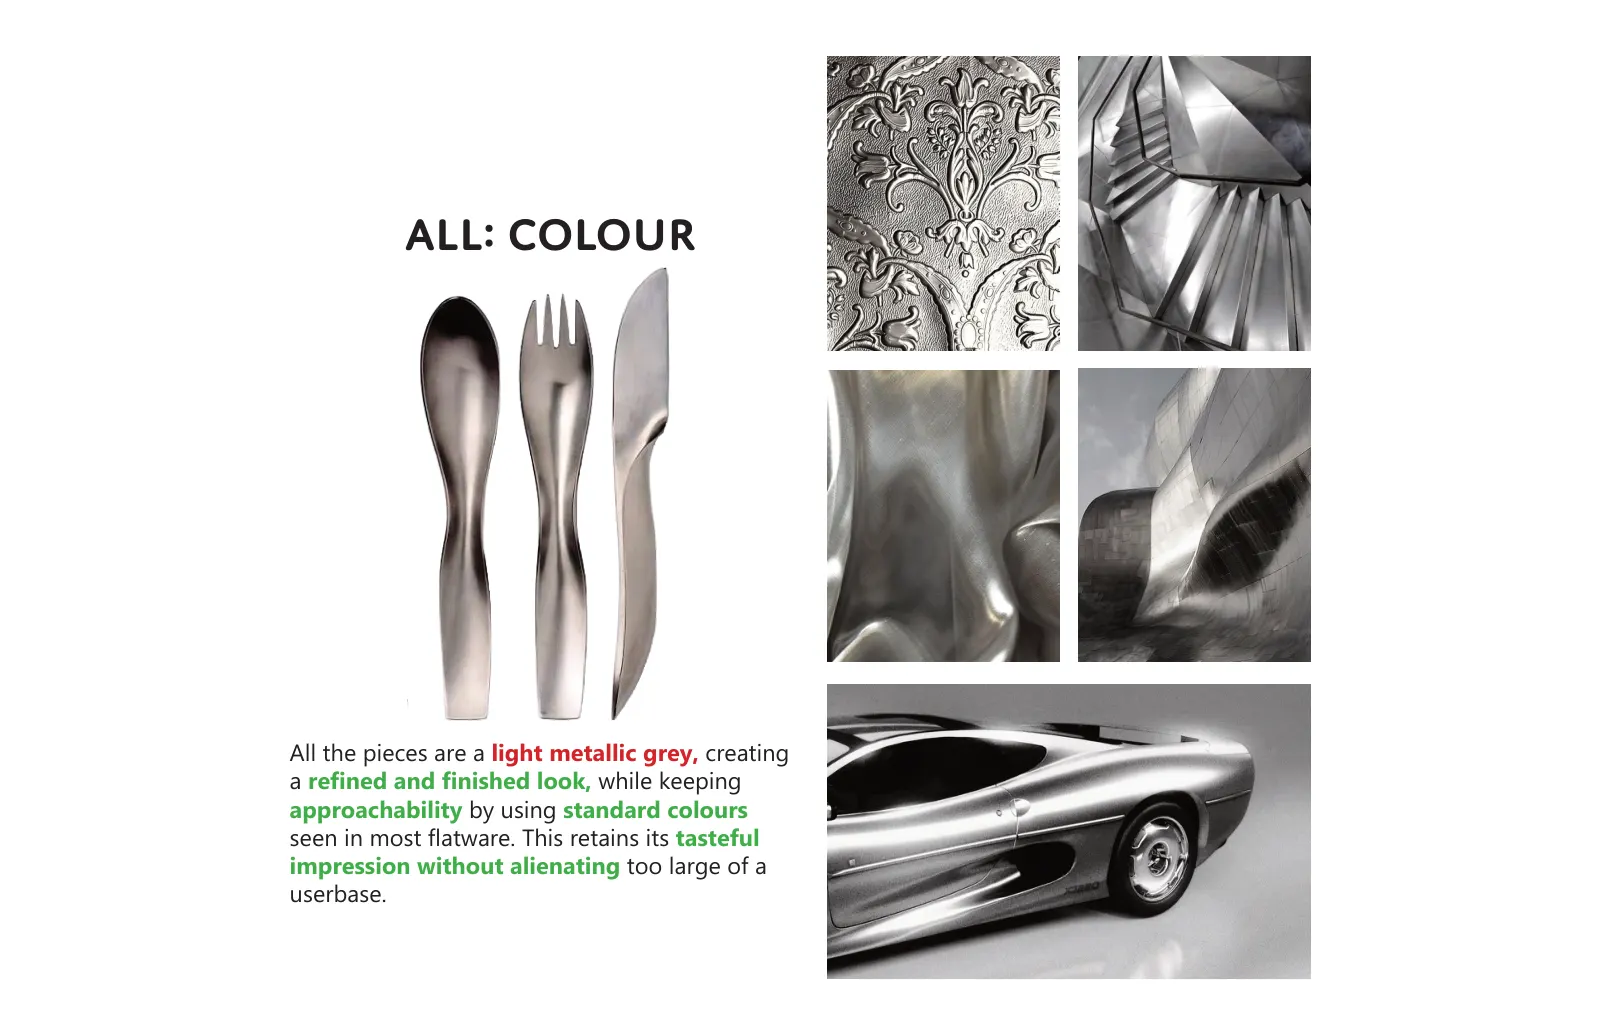 ALL: COLOUR
All the pieces are a light metallic grey, creating
a refined and finished look, while keeping
approachability by using standard colours
seen in most flatware. This retains its tasteful
impression without alienating too large of a
userbase.